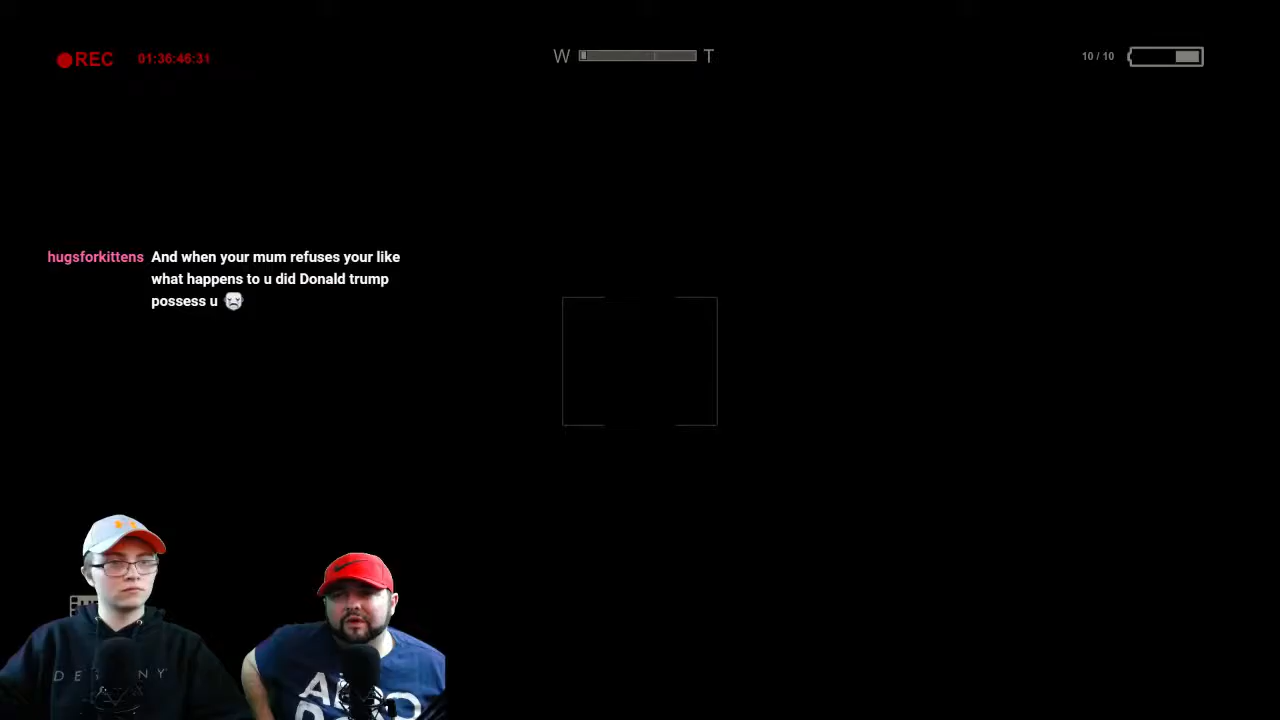 REC 01:36:46:31 W T 10 / 10
hugsforkittens And when your mum refuses your like
what happens to u did Donald trump
possess u
DESTINY